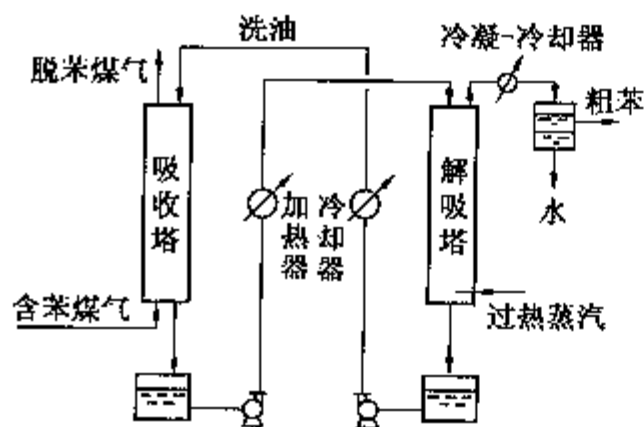 洗油
冷凝-冷却器
脱苯煤气
粗苯
吸收塔
加热器
冷却器
解吸塔
水
含苯煤气
过热蒸汽